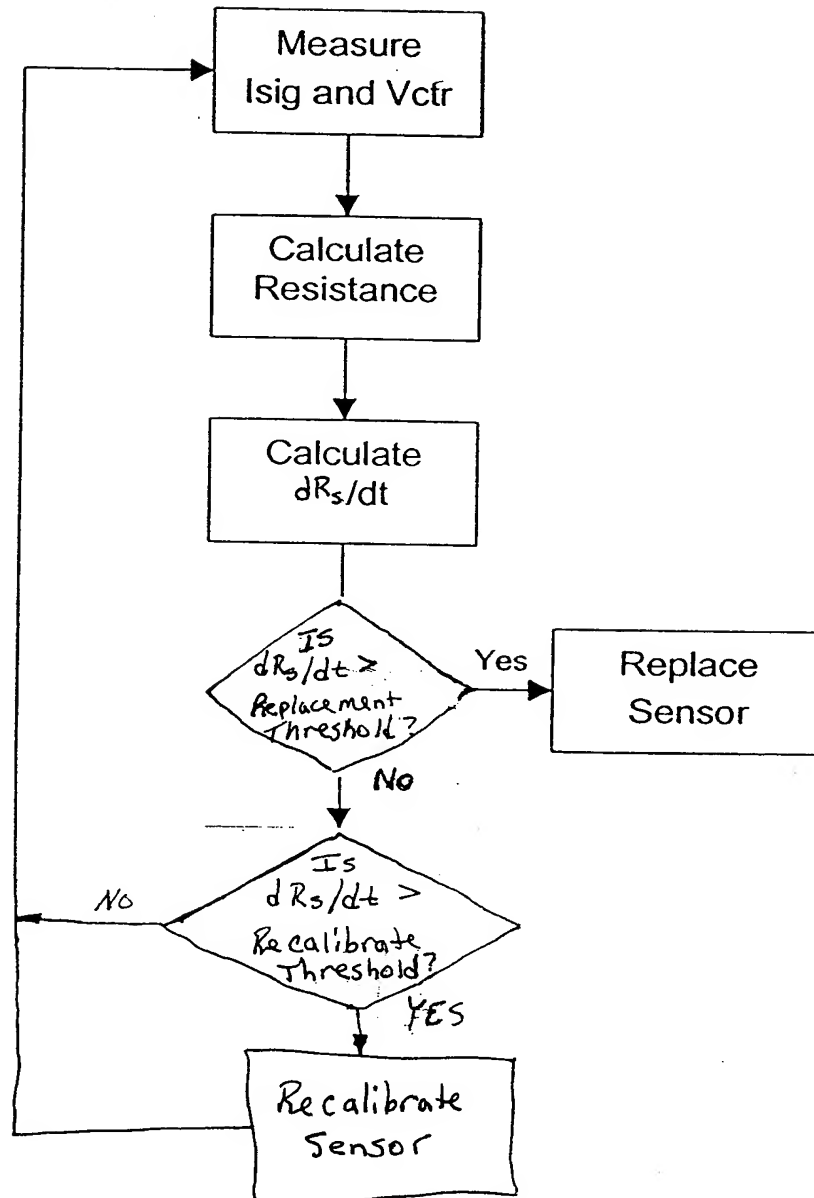 Measure
Isig and Vctr
Calculate
Resistance
Calculate
dRs/dt
Is
dRs/dt >
Replacement
Threshold?
Yes
Replace
Sensor
No
Is
dRs/dt >
Recalibrate
Threshold?
No
YES
Recalibrate
Sensor